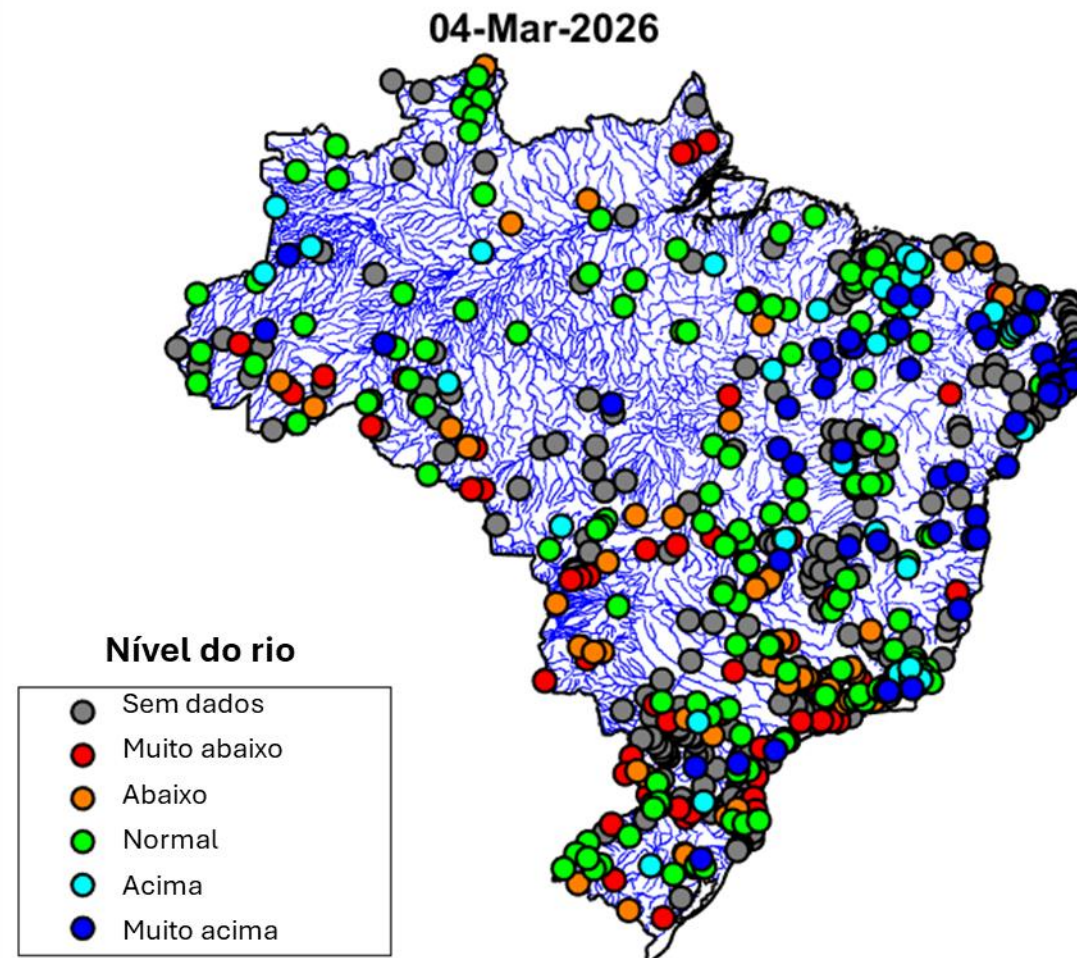 04-Mar-2026
Nível do rio
Sem dados
Muito abaixo
Abaixo
Normal
Acima
Muito acima